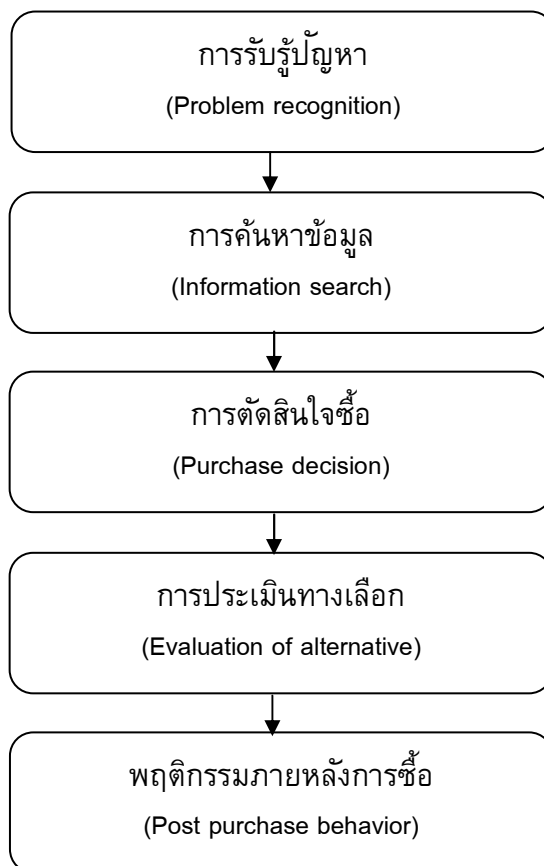 การรับรู้ปัญหา
(Problem recognition)
การค้นหาข้อมูล
(Information search)
การตัดสินใจซื้อ
(Purchase decision)
การประเมินทางเลือก
(Evaluation of alternative)
พฤติกรรมภายหลังการซื้อ
(Post purchase behavior)